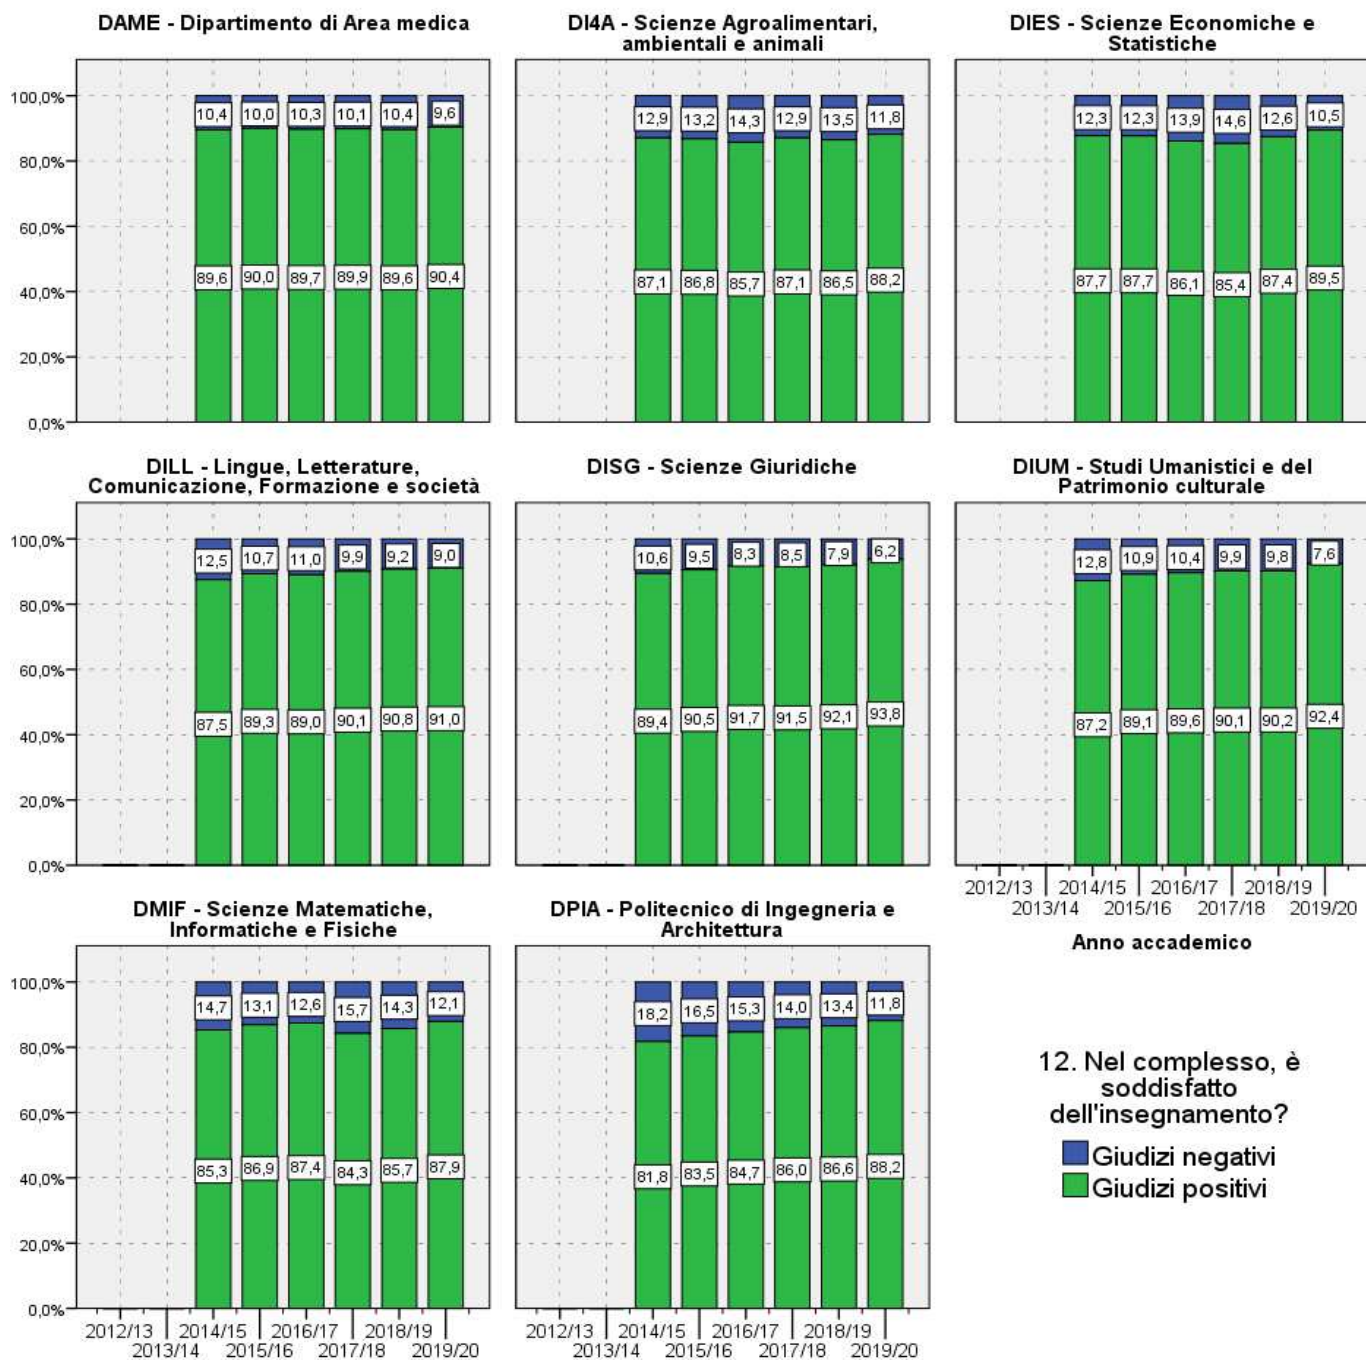 DAME - Dipartimento di Area medica
DI4A - Scienze Agroalimentari,
ambientali e animali
DIES - Scienze Economiche e
Statistiche
100,0%
80,0%
60,0%
40,0%
20,0%
0,0%
10,4 10,0 10,3 10,1 10,4 9,6
89,6 90,0 89,7 89,9 89,6 90,4
12,9 13,2 14,3 12,9 13,5 11,8
87,1 86,8 85,7 87,1 86,5 88,2
12,3 12,3 13,9 14,6 12,6 10,5
87,7 87,7 86,1 85,4 87,4 89,5
DILL - Lingue, Letterature,
Comunicazione, Formazione e società
DISG - Scienze Giuridiche
DIUM - Studi Umanistici e del
Patrimonio culturale
100,0%
80,0%
60,0%
40,0%
20,0%
0,0%
12,5 10,7 11,0 9,9 9,2 9,0
87,5 89,3 89,0 90,1 90,8 91,0
10,6 9,5 8,3 8,5 7,9 6,2
89,4 90,5 91,7 91,5 92,1 93,8
12,8 10,9 10,4 9,9 9,8 7,6
87,2 89,1 89,6 90,1 90,2 92,4
2012/13 2014/15 2016/17 2018/19
2013/14 2015/16 2017/18 2019/20
Anno accademico
DMIF - Scienze Matematiche,
Informatiche e Fisiche
DPIA - Politecnico di Ingegneria e
Architettura
100,0%
80,0%
60,0%
40,0%
20,0%
0,0%
14,7 13,1 12,6 15,7 14,3 12,1
85,3 86,9 87,4 84,3 85,7 87,9
18,2 16,5 15,3 14,0 13,4 11,8
81,8 83,5 84,7 86,0 86,6 88,2
2012/13 2014/15 2016/17 2018/19
2013/14 2015/16 2017/18 2019/20
2012/13 2014/15 2016/17 2018/19
2013/14 2015/16 2017/18 2019/20
12. Nel complesso, è
soddisfatto
dell'insegnamento?
Giudizi negativi
Giudizi positivi